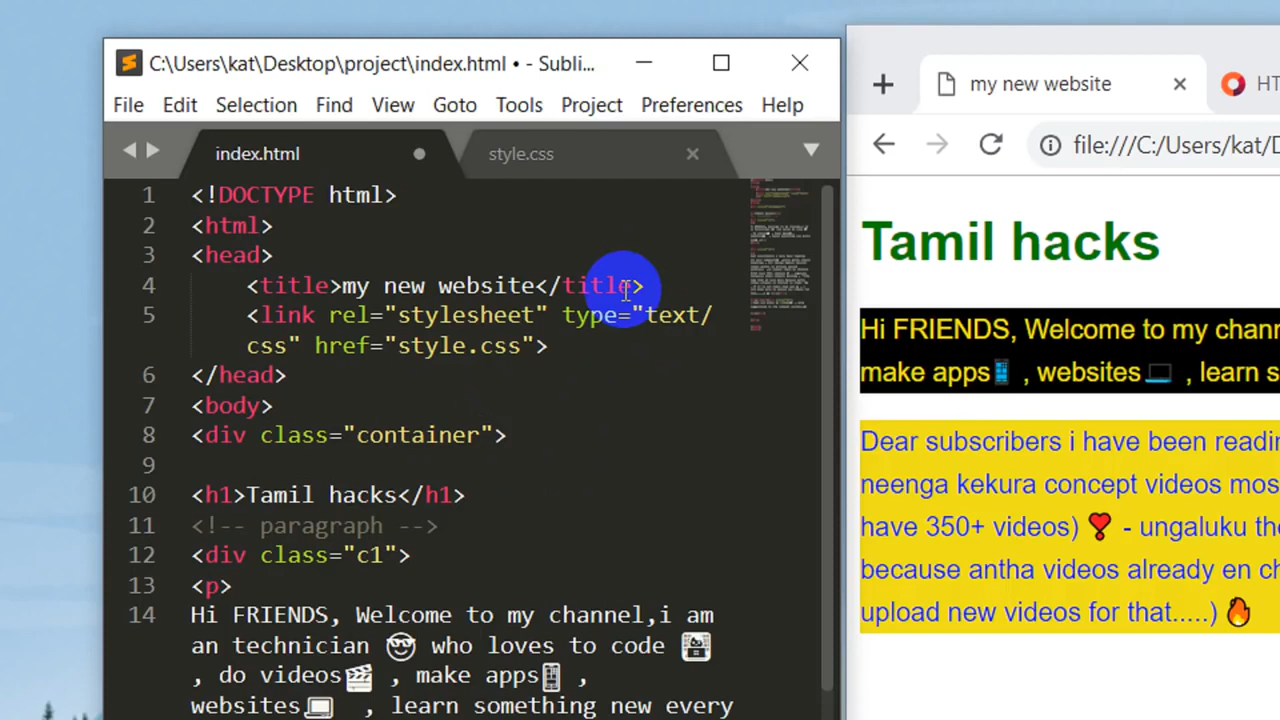 C:\Users\kat\Desktop\project\index.html • - Subli...
File Edit Selection Find View Goto Tools Project Preferences Help
index.html
style.css
1 <!DOCTYPE html>
2 <html>
3 <head>
4 <title>my new website</title>
5 <link rel="stylesheet" type="text/
css" href="style.css">
6 </head>
7 <body>
8 <div class="container">
9
10 <h1>Tamil hacks</h1>
11 <!-- paragraph -->
12 <div class="c1">
13 <p>
14 Hi FRIENDS, Welcome to my channel,i am
an technician 😎 who loves to code 👩‍💻
, do videos🎬 , make apps📱 ,
websites💻 , learn something new every
my new website
HT
file:///C:/Users/kat/D
Tamil hacks
Hi FRIENDS, Welcome to my chann
make apps📱 , websites💻 , learn s
Dear subscribers i have been readin
neenga kekura concept videos mos
have 350+ videos) ❣ - ungaluku the
because antha videos already en ch
upload new videos for that.....) 🔥